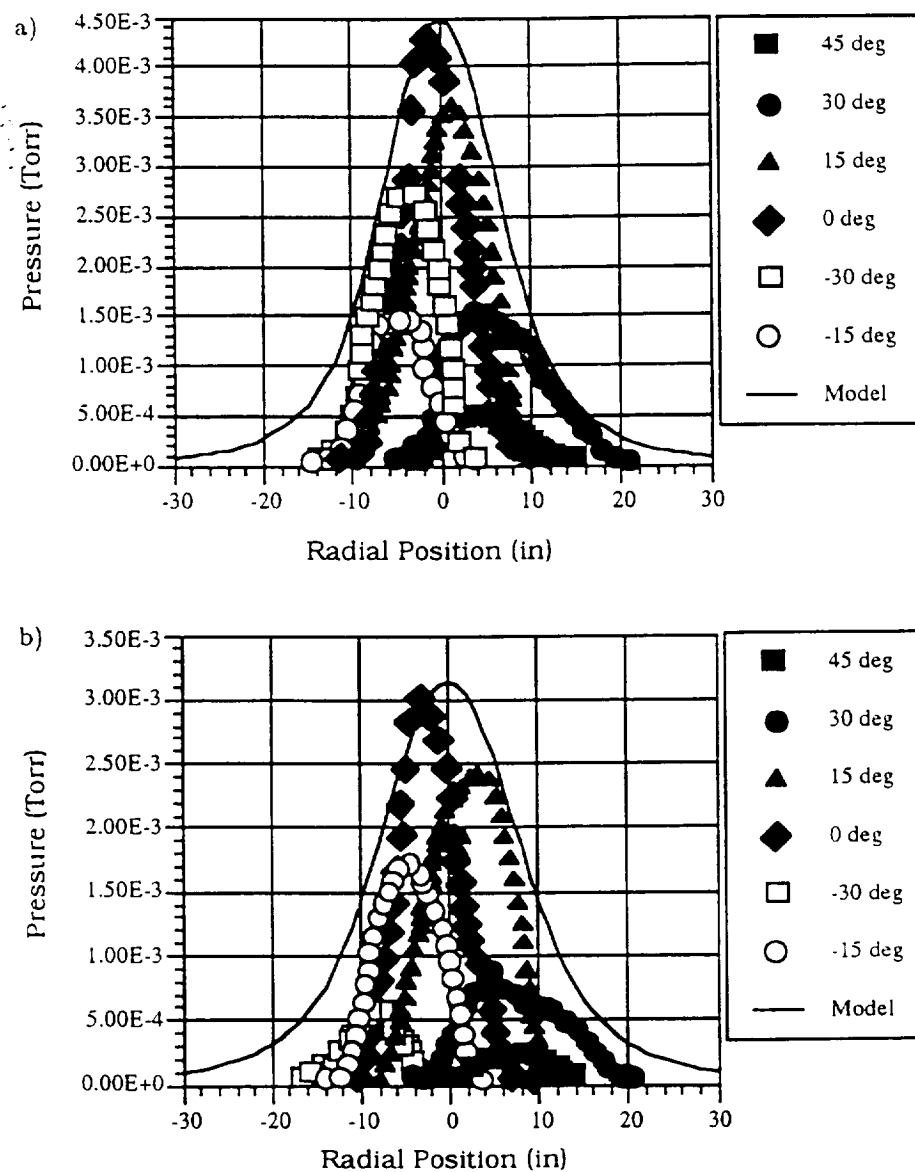 a)
4.50E-3
4.00E-3
3.50E-3
3.00E-3
2.50E-3
2.00E-3
1.50E-3
1.00E-3
5.00E-4
0.00E+0
Pressure (Torr)
-30 -20 -10 0 10 20 30
Radial Position (in)
45 deg
30 deg
15 deg
0 deg
-30 deg
-15 deg
Model
b)
3.50E-3
3.00E-3
2.50E-3
2.00E-3
1.50E-3
1.00E-3
5.00E-4
0.00E+0
Pressure (Torr)
-30 -20 -10 0 10 20 30
Radial Position (in)
45 deg
30 deg
15 deg
0 deg
-30 deg
-15 deg
Model